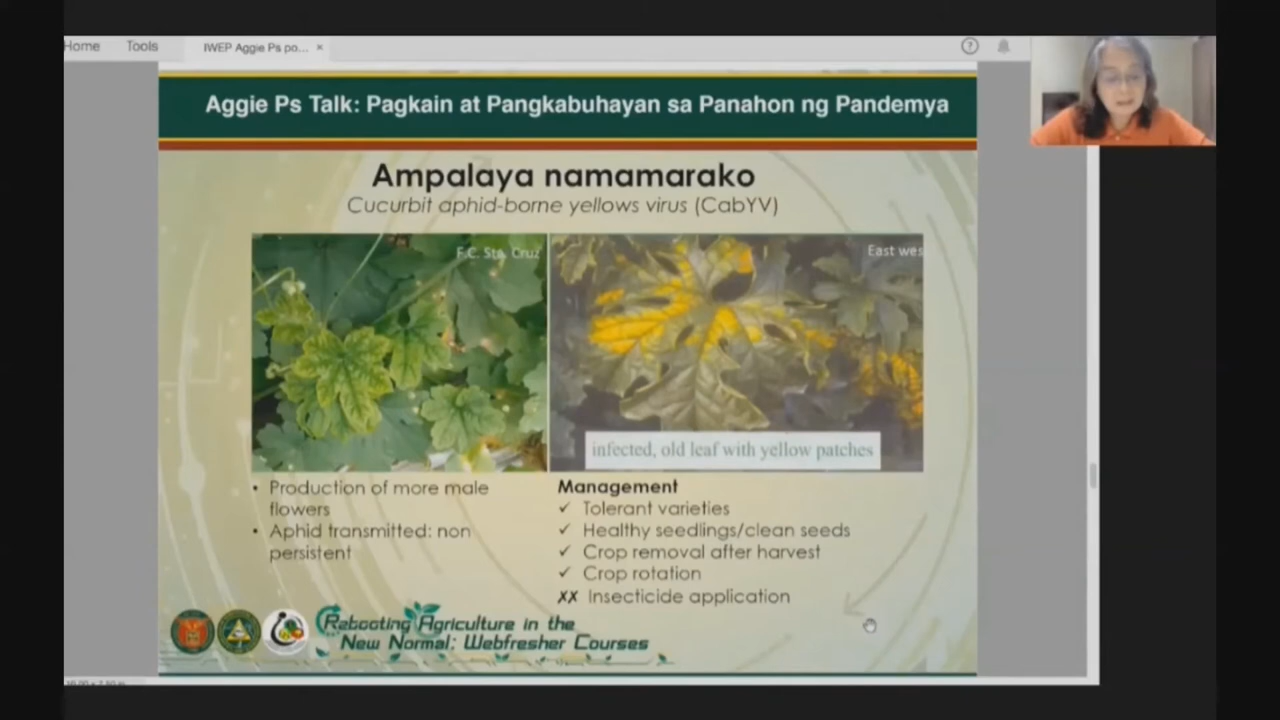 Home Tools IWEP Aggie Ps po... ×
Aggie Ps Talk: Pagkain at Pangkabuhayan sa Panahon ng Pandemya
Ampalaya namamarako
Cucurbit aphid-borne yellows virus (CabYV)
F.C. Sta. Cruz
East wes
infected, old leaf with yellow patches
• Production of more male
flowers
• Aphid transmitted: non
persistent
Management
✓ Tolerant varieties
✓ Healthy seedlings/clean seeds
✓ Crop removal after harvest
✓ Crop rotation
✗✗ Insecticide application
Rebooting Agriculture in the
New Normal: Webfresher Courses